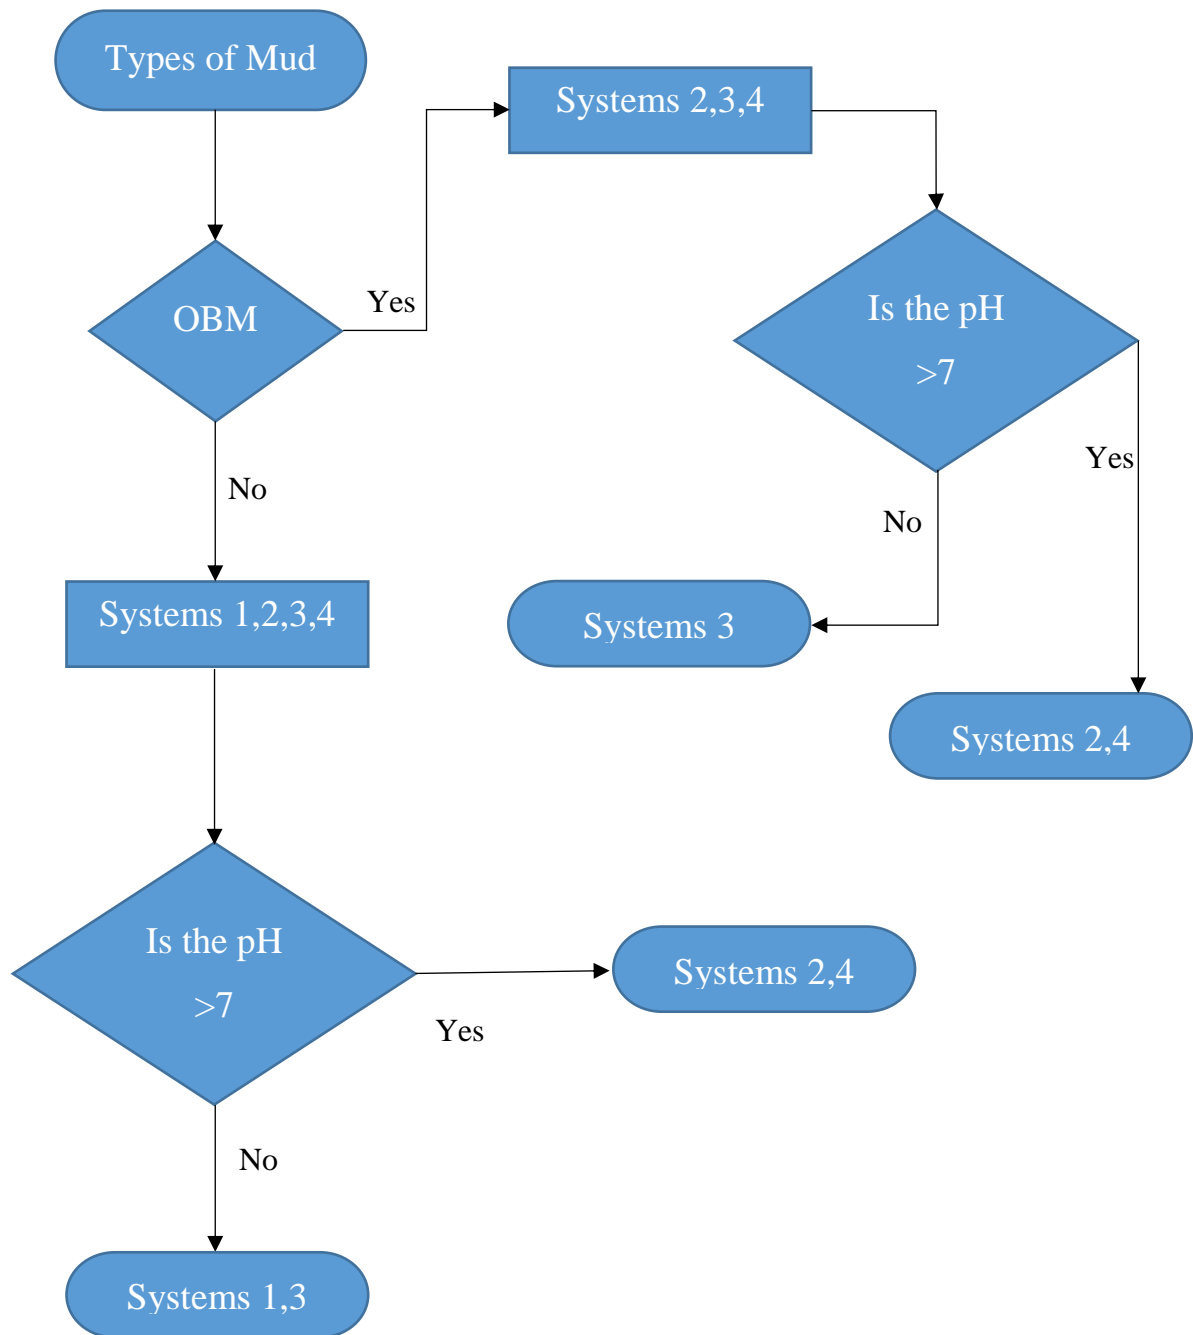 Types of Mud
Systems 2,3,4
OBM
Yes
Is the pH
>7
Yes
No
No
Systems 3
Systems 1,2,3,4
Systems 2,4
Is the pH
>7
Systems 2,4
Yes
No
Systems 1,3